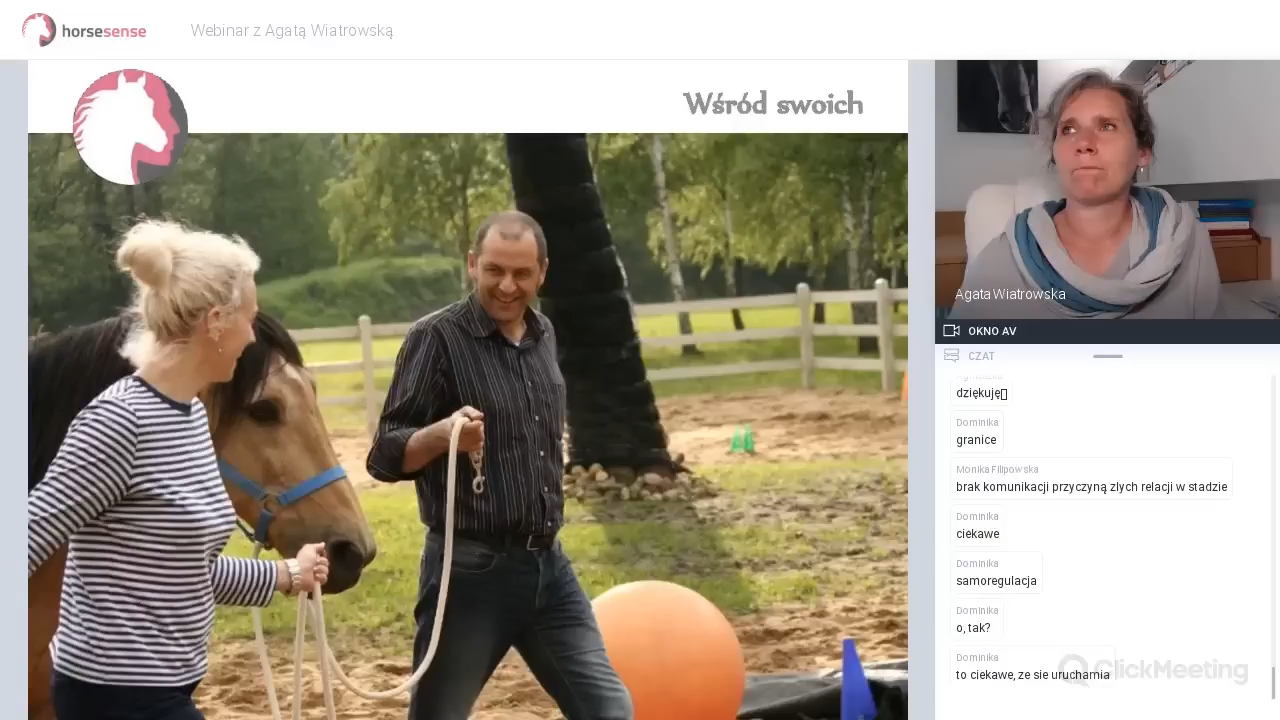 horsesense
Webinar z Agatą Wiatrowską
Wśród swoich
Agata Wiatrowska
OKNO AV
CZAT
dziękuję
Dominika
granice
Monika Filipowska
brak komunikacji przyczyną zlych relacji w stadzie
Dominika
ciekawe
Dominika
samoregulacja
Dominika
o, tak?
Dominika
to ciekawe, ze sie uruchamia
ClickMeeting